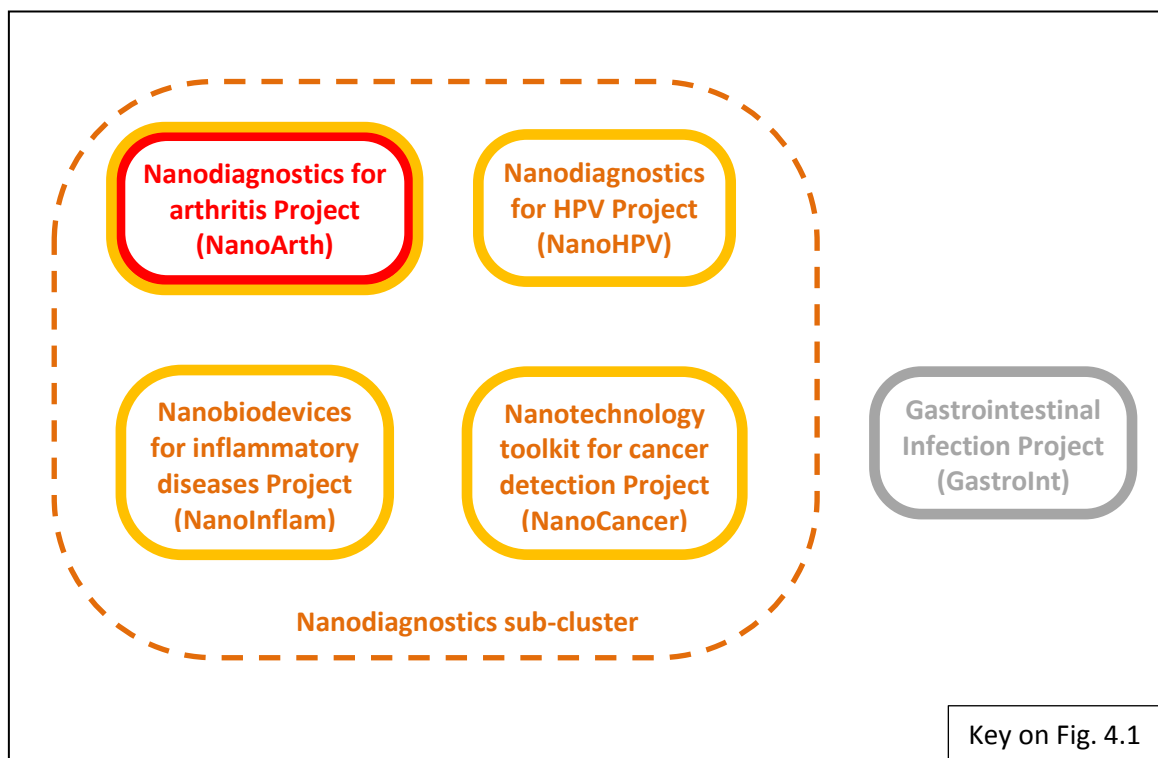 Nanodiagnostics for
arthritis Project
(NanoArth)
Nanodiagnostics
for HPV Project
(NanoHPV)
Nanobiodevices
for inflammatory
diseases Project
(NanoInflam)
Nanotechnology
toolkit for cancer
detection Project
(NanoCancer)
Gastrointestinal
Infection Project
(GastroInt)
Nanodiagnostics sub-cluster
Key on Fig. 4.1